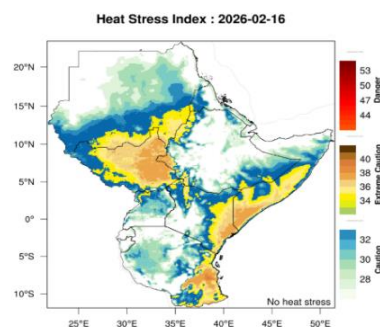 Heat Stress Index : 2026-02-16
20°N
15°N
10°N
5°N
0°
5°S
10°S
25°E
30°E
35°E
40°E
45°E
50°E
No heat stress
53
50
47
44
Danger
40
38
36
34
Extreme Caution
32
30
28
Caution